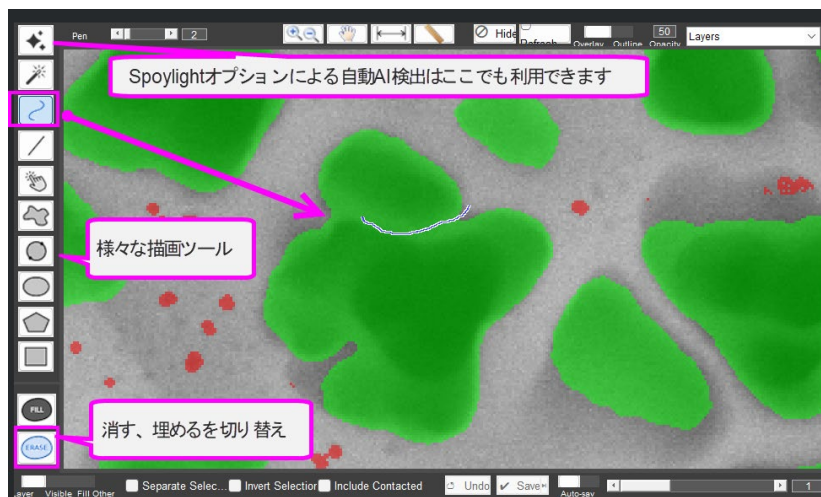 Pen
2
Hide
Refresh
Overlay Outline Opacity
50
Layers
Spoylightオプションによる自動AI検出はここでも利用できます
様々な描画ツール
FILL
消す、埋めるを切り替え
ERASE
Visible Fill Other
Separate Selec...
Invert Selection
Include Contacted
Undo
Save
Auto-sav
1